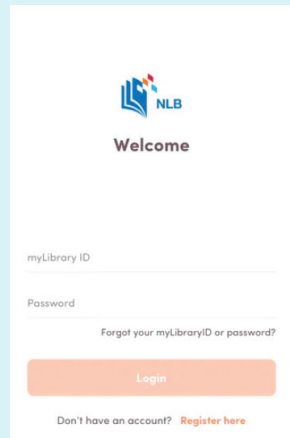 NLB
Welcome
myLibrary ID
Password
Forgot your myLibraryID or password?
Login
Don't have an account? Register here